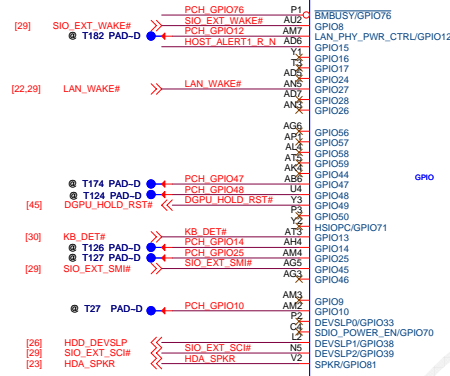 PCH_GPIO76 P1 BMBUSY/GPIO76
[29] SIO_EXT_WAKE# SIO_EXT_WAKE# AU2 GPIO8
@ T182 PAD~D PCH_GPIO12 AM7 LAN_PHY_PWR_CTRL/GPIO12
HOST_ALERT1_R_N AD6 GPIO15
Y1 GPIO16
T3 GPIO17
AD5 GPIO24
[22,29] LAN_WAKE# LAN_WAKE# AN5 GPIO27
AD7 GPIO28
AN3 GPIO26
AG6 GPIO56
AP1 GPIO57
AL4 GPIO58
AT5 GPIO59
AK4 GPIO44
@ T174 PAD~D PCH_GPIO47 AB6 GPIO47 GPIO
@ T124 PAD~D PCH_GPIO48 U4 GPIO48
[45] DGPU_HOLD_RST# DGPU_HOLD_RST# Y3 GPIO49
P3 GPIO50
Y2 HSIOPC/GPIO71
[30] KB_DET# KB_DET# AT3 GPIO13
@ T126 PAD~D PCH_GPIO14 AH4 GPIO14
@ T127 PAD~D PCH_GPIO25 AM4 GPIO25
[29] SIO_EXT_SMI# SIO_EXT_SMI# AG5 GPIO45
AG3 GPIO46
AM3 GPIO9
@ T27 PAD~D PCH_GPIO10 AM2 GPIO10
P2 DEVSLP0/GPIO33
C4 SDIO_POWER_EN/GPIO70
[26] HDD_DEVSLP L2 DEVSLP1/GPIO38
[29] SIO_EXT_SCI# SIO_EXT_SCI# N5 DEVSLP2/GPIO39
[23] HDA_SPKR HDA_SPKR V2 SPKR/GPIO81